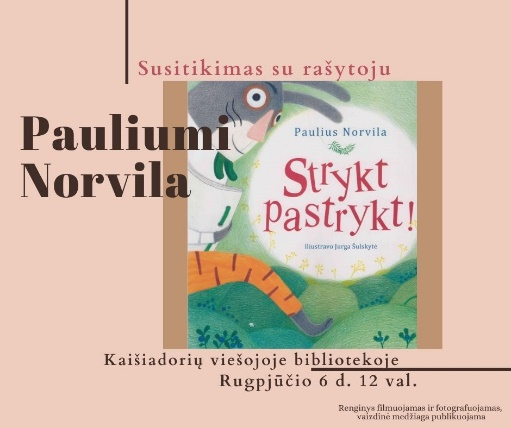 Susitikimas su rašytoju
Pauliumi
Norvila
Paulius Norvila
Strykt
pastrykt!
iliustravo Jurga Šulskytė
Kaišiadorių viešojoje bibliotekoje
Rugpjūčio 6 d. 12 val.
Renginys filmuojamas ir fotografuojamas,
vaizdinė medžiaga publikuojama